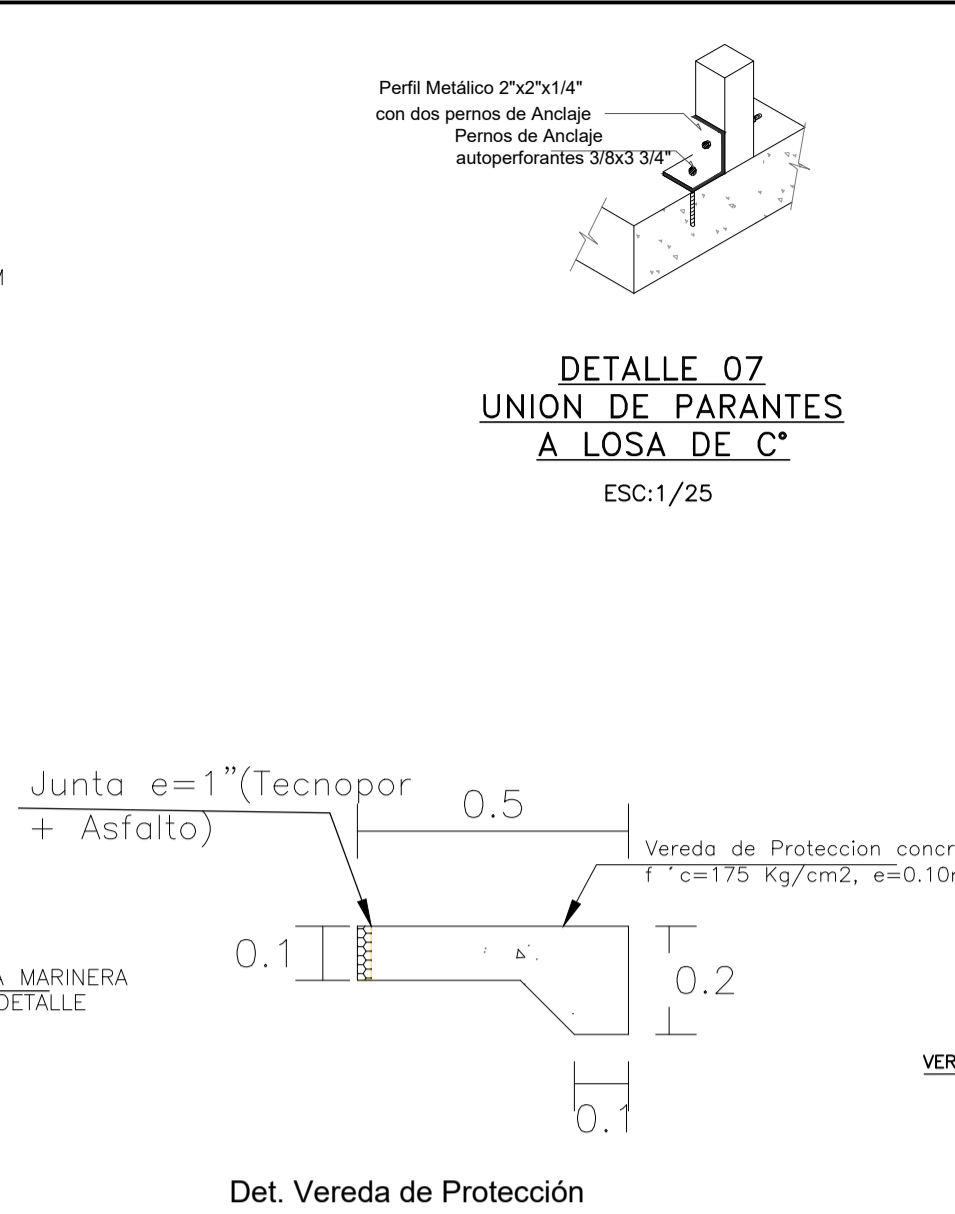 Perfil Metálico 2"x2"x1/4"
con dos pernos de Anclaje
Pernos de Anclaje
autoperforantes 3/8x3 3/4"
DETALLE 07
UNION DE PARANTES
A LOSA DE C°
ESC:1/25
Junta e=1"(Tecnopor
+ Asfalto)
0.5
Vereda de Proteccion concr
f ´c=175 Kg/cm2, e=0.10
0.1
0.2
A MARINERA
DETALLE
VER
0.1
Det. Vereda de Protección